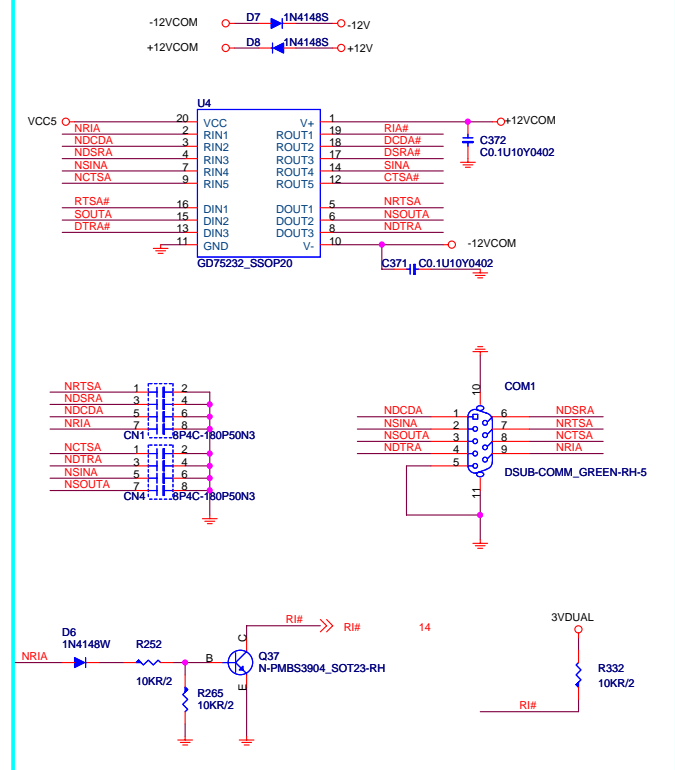 -12VCOM D7 1N4148S -12V
+12VCOM D8 1N4148S +12V
U4
VCC5 20 VCC V+ 1 +12VCOM
NRIA 2 RIN1 ROUT1 19 RIA#
NDCDA 3 RIN2 ROUT2 18 DCDA#
NDSRA 4 RIN3 ROUT3 17 DSRA#
NSINA 7 RIN4 ROUT4 14 SINA
NCTSA 9 RIN5 ROUT5 12 CTSA#
C372
C0.1U10Y0402
RTSA# 16 DIN1 DOUT1 5 NRTSA
SOUTA 15 DIN2 DOUT2 6 NSOUTA
DTRA# 13 DIN3 DOUT3 8 NDTRA
11 GND V- 10 -12VCOM
GD75232_SSOP20
C371 C0.1U10Y0402
NRTSA 1 2
NDSRA 3 4
NDCDA 5 6
NRIA 7 8
CN1 8P4C-180P50N3
NCTSA 1 2
NDTRA 3 4
NSINA 5 6
NSOUTA 7 8
CN4 8P4C-180P50N3
10
COM1
NDCDA 1 6 NDSRA
NSINA 2 7 NRTSA
NSOUTA 3 8 NCTSA
NDTRA 4 9 NRIA
5
DSUB-COMM_GREEN-RH-5
11
NRIA
D6
1N4148W
R252
10KR/2
R265
10KR/2
B
C
E
Q37
N-PMBS3904_SOT23-RH
RI# RI# 14
3VDUAL
R332
10KR/2
RI#